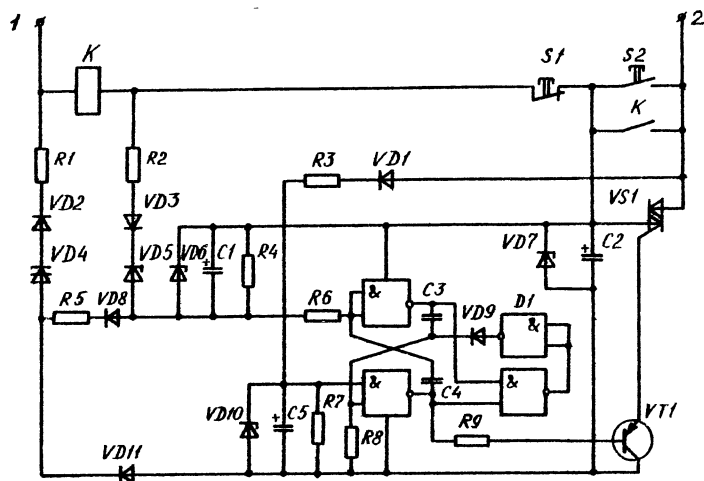 1
2
K
S1
S2
K
R1
R2
R3
VD1
VS1
VD2
VD3
VD4
VD5
VD6
C1
R4
VD7
C2
R5
VD8
R6
&
C3
VD9
D1
&
&
C4
&
VD10
C5
R7
R8
R9
VT1
VD11
+
+
+